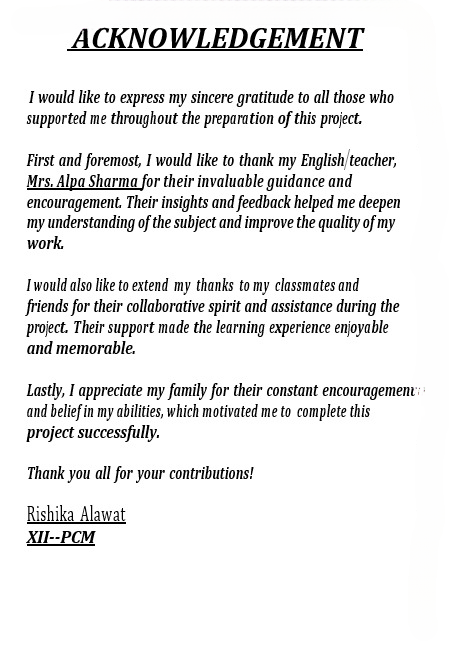 ACKNOWLEDGEMENT
I would like to express my sincere gratitude to all those who
supported me throughout the preparation of this project.
First and foremost, I would like to thank my English/teacher,
Mrs. Alpa Sharma for their invaluable guidance and
encouragement. Their insights and feedback helped me deepen
my understanding of the subject and improve the quality of my
work.
I would also like to extend my thanks to my classmates and
friends for their collaborative spirit and assistance during the
project. Their support made the learning experience enjoyable
and memorable.
Lastly, I appreciate my family for their constant encouragement
and belief in my abilities, which motivated me to complete this
project successfully.
Thank you all for your contributions!
Rishika Alawat
XII--PCM